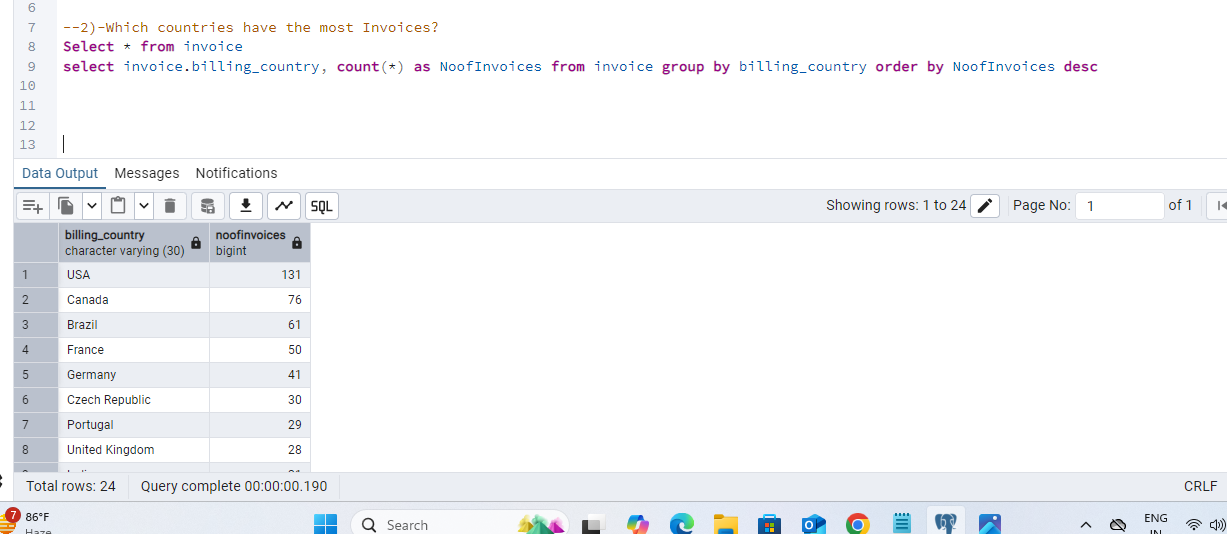 6
7 --2)-Which countries have the most Invoices?
8 Select * from invoice
9 select invoice.billing_country, count(*) as NoofInvoices from invoice group by billing_country order by NoofInvoices desc
10
11
12
13
Data Output Messages Notifications
SQL Showing rows: 1 to 24 Page No: 1 of 1
billing_country noofinvoices
character varying (30) bigint
1 USA 131
2 Canada 76
3 Brazil 61
4 France 50
5 Germany 41
6 Czech Republic 30
7 Portugal 29
8 United Kingdom 28
Total rows: 24 Query complete 00:00:00.190 CRLF
7 86°F
Haze
Search
ENG
IN